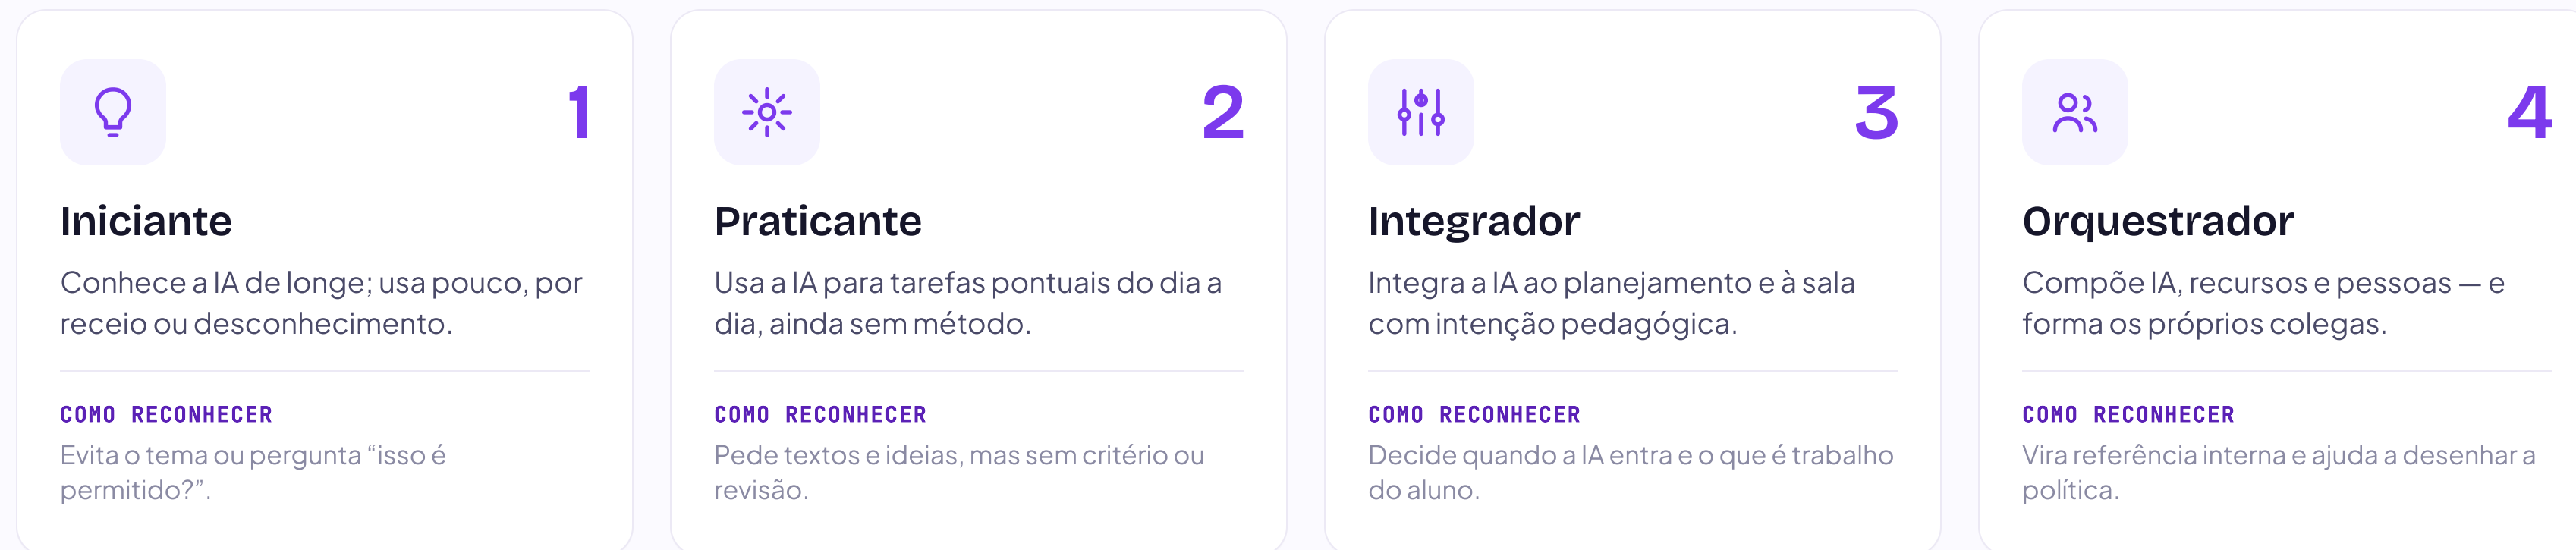 1
Iniciante
Conhece a IA de longe; usa pouco, por
receio ou desconhecimento.
COMO RECONHECER
Evita o tema ou pergunta “isso é
permitido?”.
2
Praticante
Usa a IA para tarefas pontuais do dia a
dia, ainda sem método.
COMO RECONHECER
Pede textos e ideias, mas sem critério ou
revisão.
3
Integrador
Integra a IA ao planejamento e à sala
com intenção pedagógica.
COMO RECONHECER
Decide quando a IA entra e o que é trabalho
do aluno.
4
Orquestrador
Compõe IA, recursos e pessoas — e
forma os próprios colegas.
COMO RECONHECER
Vira referência interna e ajuda a desenhar a
política.